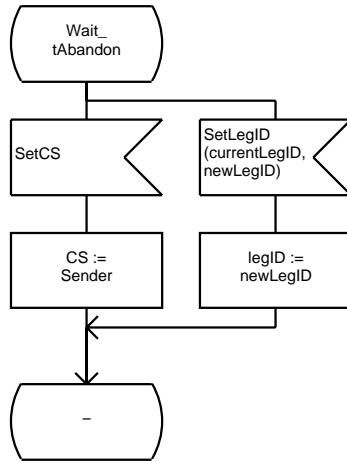 Wait_
tAbandon
SetCS
SetLegID
(currentLegID,
newLegID)
CS :=
Sender
legID :=
newLegID
–